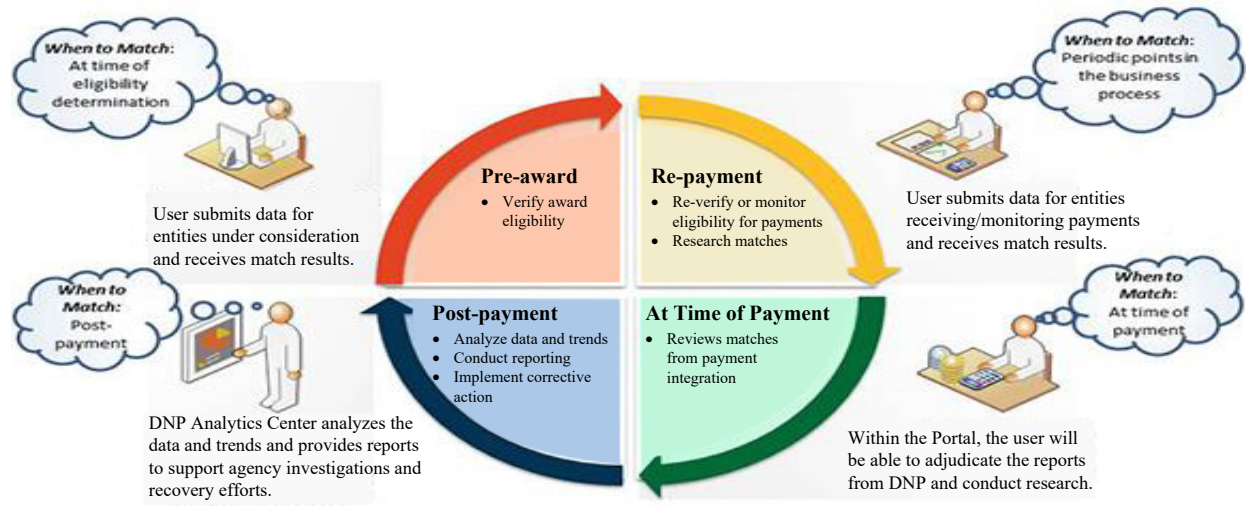 When to Match:
At time of
eligibility
determination
User submits data for
entities under consideration
and receives match results.
Pre-award
• Verify award
eligibility
Re-payment
• Re-verify or monitor
eligibility for payments
• Research matches
When to Match:
Periodic points in
the business
process
User submits data for entities
receiving/monitoring payments
and receives match results.
When to
Match:
Post-
payment
DNP Analytics Center analyzes the
data and trends and provides reports
to support agency investigations and
recovery efforts.
Post-payment
• Analyze data and trends
• Conduct reporting
• Implement corrective
action
At Time of Payment
• Reviews matches
from payment
integration
When to
Match:
At time of
payment
Within the Portal, the user will
be able to adjudicate the reports
from DNP and conduct research.